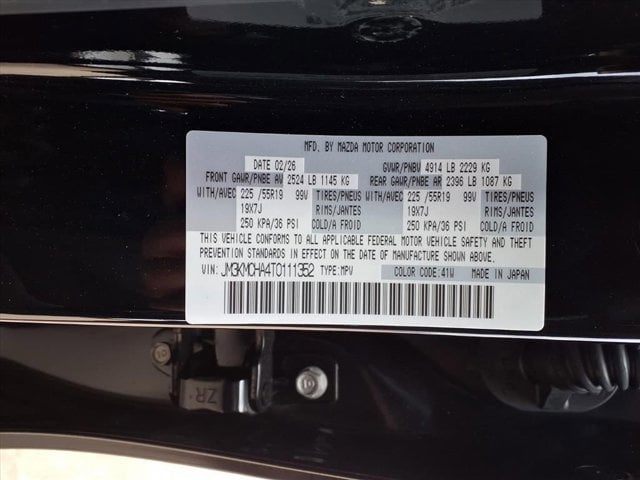 MFD. BY MAZDA MOTOR CORPORATION
DATE 02/26 GVWR/PNBV 4914 LB 2229 KG
FRONT GAWR/PNBE AV 2524 LB 1145 KG REAR GAWR/PNBE AR 2396 LB 1087 KG
WITH/AVEC 225 /55R19 99V TIRES/PNEUS WITH/AVEC 225 /55R19 99V TIRES/PNEUS
19X7J RIMS/JANTES 19X7J RIMS/JANTES
250 KPA/36 PSI COLD/A FROID 250 KPA/36 PSI COLD/A FROID
THIS VEHICLE CONFORMS TO ALL APPLICABLE FEDERAL MOTOR VEHICLE SAFETY AND THEFT
PREVENTION STANDARDS IN EFFECT ON THE DATE OF MANUFACTURE SHOWN ABOVE.
VIN: JM3KMCHA4T0111352 TYPE:MPV COLOR CODE:41W MADE IN JAPAN
ZR